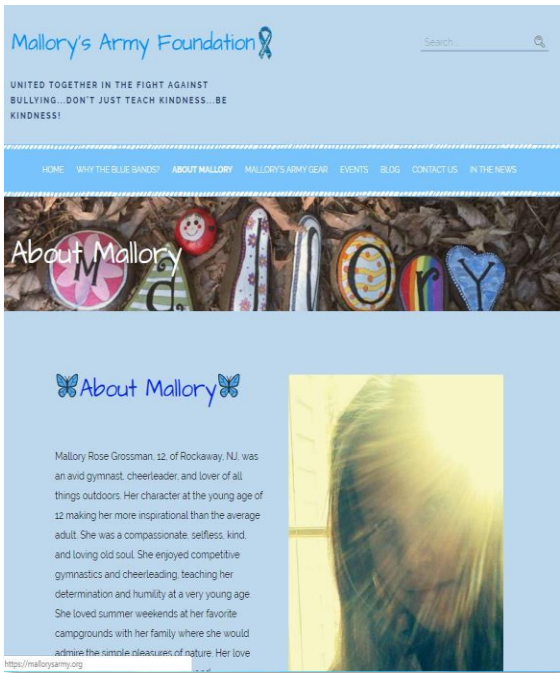 Mallory's Army Foundation
Search …
UNITED TOGETHER IN THE FIGHT AGAINST
BULLYING...DON'T JUST TEACH KINDNESS...BE
KINDNESS!
HOME WHY THE BLUE BANDS? ABOUT MALLORY MALLORY'S ARMY GEAR EVENTS BLOG CONTACT US IN THE NEWS
About Mallory
Mallory
About Mallory
Mallory Rose Grossman, 12, of Rockaway, NJ, was
an avid gymnast, cheerleader, and lover of all
things outdoors. Her character at the young age of
12 making her more inspirational than the average
adult. She was a compassionate, selfless, kind,
and loving old soul. She enjoyed competitive
gymnastics and cheerleading, teaching her
determination and humility at a very young age.
She loved summer weekends at her favorite
campgrounds with her family where she would
admire the simple pleasures of nature. Her love
https://mallorysarmy.org